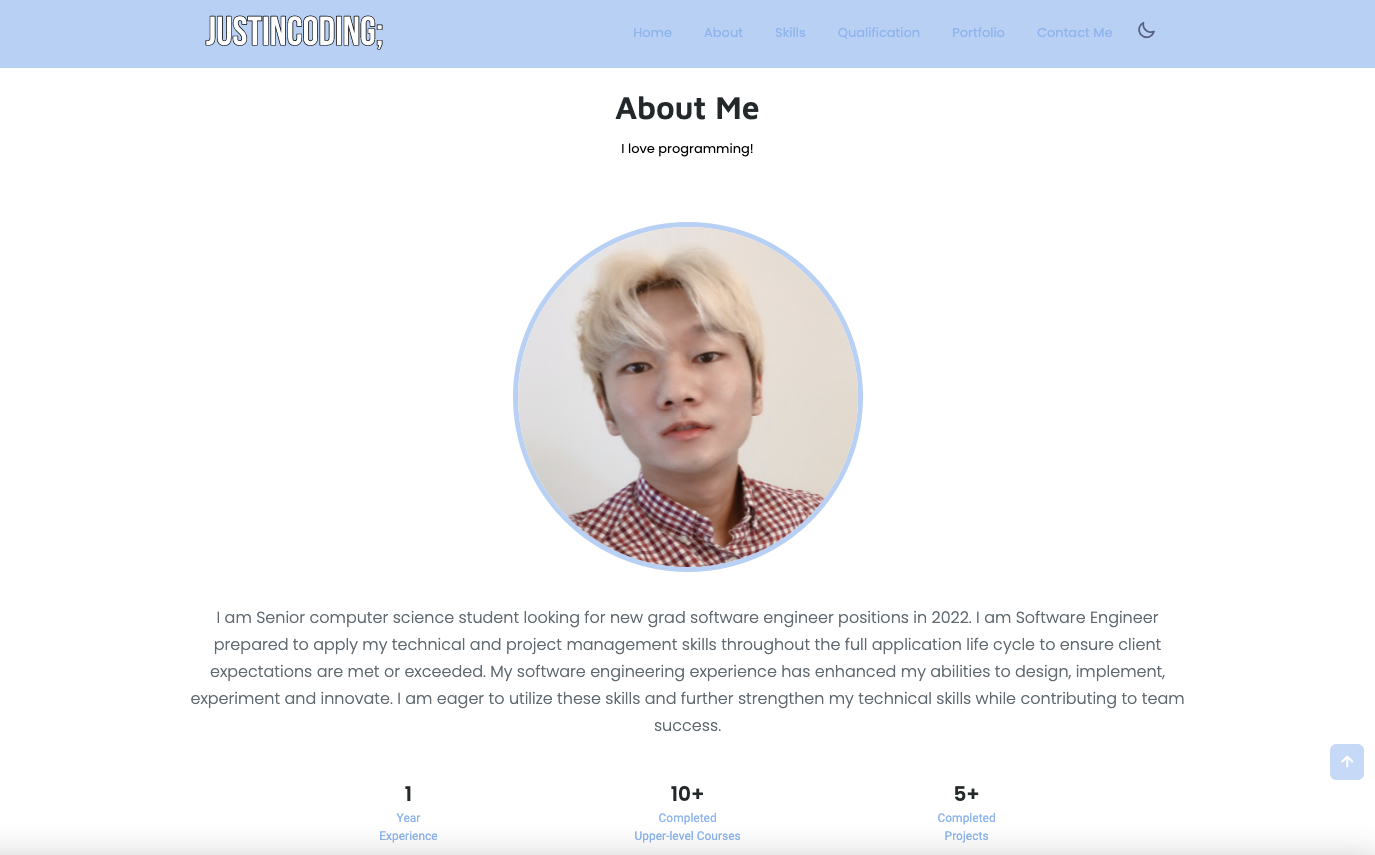 JUSTINCODING;
Home About Skills Qualification Portfolio Contact Me
About Me
I love programming!
I am Senior computer science student looking for new grad software engineer positions in 2022. I am Software Engineer
prepared to apply my technical and project management skills throughout the full application life cycle to ensure client
expectations are met or exceeded. My software engineering experience has enhanced my abilities to design, implement,
experiment and innovate. I am eager to utilize these skills and further strengthen my technical skills while contributing to team
success.
1 10+ 5+
Year Completed Completed
Experience Upper-level Courses Projects